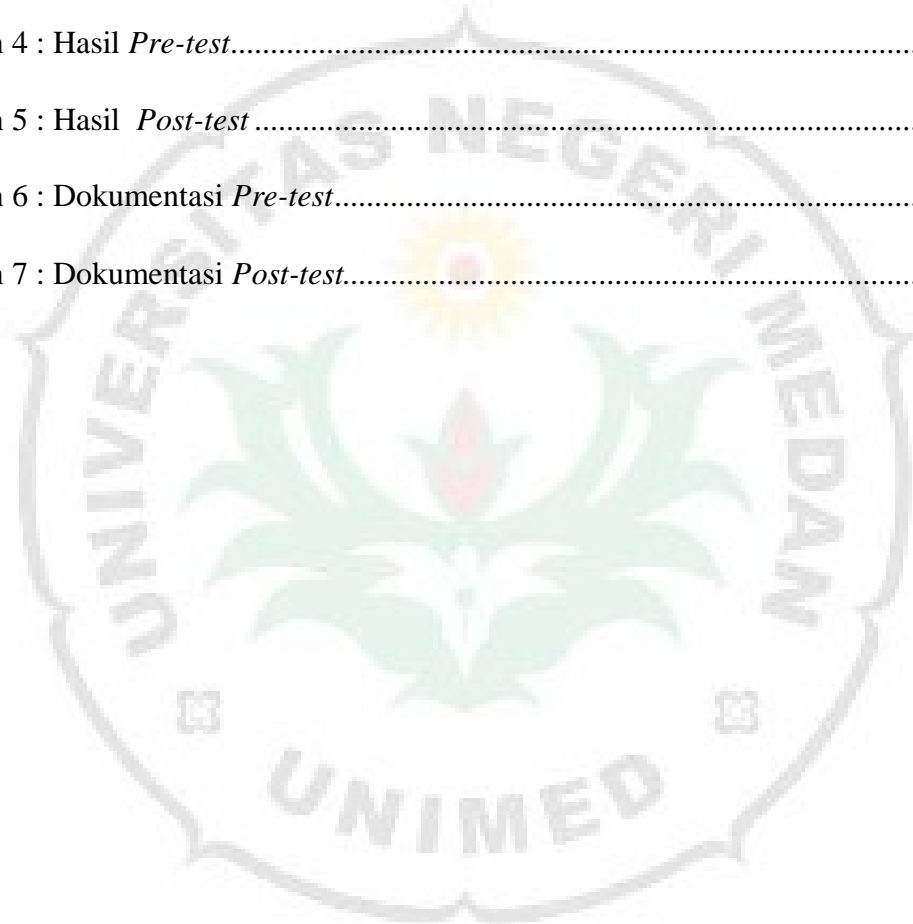 n 4 : Hasil Pre-test....................................................................................
n 5 : Hasil  Post-test ..................................................................................
n 6 : Dokumentasi Pre-test.......................................................................
n 7 : Dokumentasi Post-test......................................................................
UNIVERSITAS NEGERI MEDAN
UNIMED